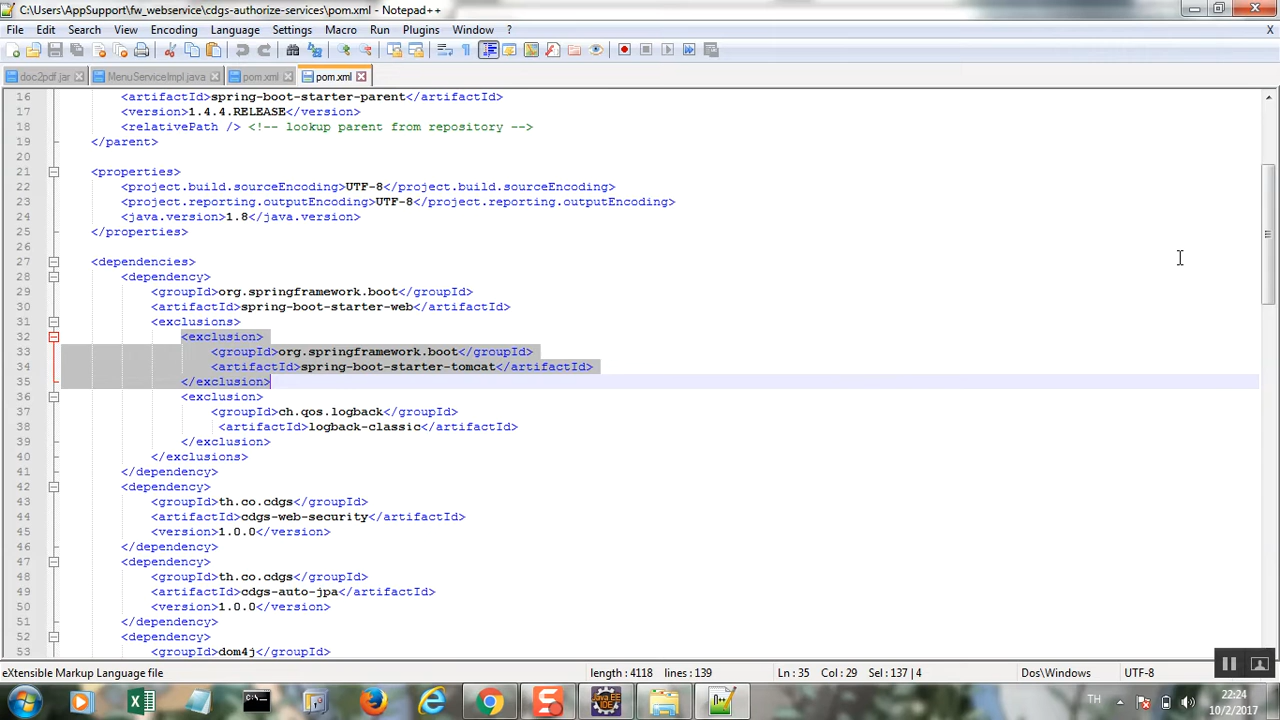 C:\Users\AppSupport\fw_webservice\cdgs-authorize-services\pom.xml - Notepad++
File Edit Search View Encoding Language Settings Macro Run Plugins Window ? X
doc2pdf.jar MenuServiceImpl.java pom.xml pom.xml
16 <artifactId>spring-boot-starter-parent</artifactId>
17 <version>1.4.4.RELEASE</version>
18 <relativePath /> <!-- lookup parent from repository -->
19 </parent>
20
21 <properties>
22 <project.build.sourceEncoding>UTF-8</project.build.sourceEncoding>
23 <project.reporting.outputEncoding>UTF-8</project.reporting.outputEncoding>
24 <java.version>1.8</java.version>
25 </properties>
26
27 <dependencies>
28 <dependency>
29 <groupId>org.springframework.boot</groupId>
30 <artifactId>spring-boot-starter-web</artifactId>
31 <exclusions>
32 <exclusion>
33 <groupId>org.springframework.boot</groupId>
34 <artifactId>spring-boot-starter-tomcat</artifactId>
35 </exclusion>
36 <exclusion>
37 <groupId>ch.qos.logback</groupId>
38 <artifactId>logback-classic</artifactId>
39 </exclusion>
40 </exclusions>
41 </dependency>
42 <dependency>
43 <groupId>th.co.cdgs</groupId>
44 <artifactId>cdgs-web-security</artifactId>
45 <version>1.0.0</version>
46 </dependency>
47 <dependency>
48 <groupId>th.co.cdgs</groupId>
49 <artifactId>cdgs-auto-jpa</artifactId>
50 <version>1.0.0</version>
51 </dependency>
52 <dependency>
53 <groupId>dom4j</groupId>
eXtensible Markup Language file length : 4118 lines : 139 Ln : 35 Col : 29 Sel : 137 | 4 Dos\Windows UTF-8
TH 22:24
10/2/2017